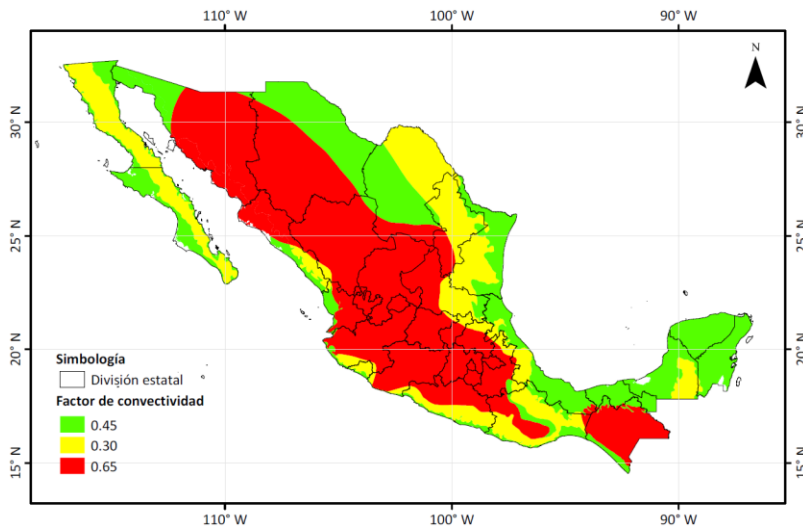 110° W 100° W 90° W
N
30° N 30° N
25° N 25° N
20° N 20° N
Simbología
División estatal
Factor de convectividad
0.45
0.30
0.65
15° N 15° N
110° W 100° W 90° W